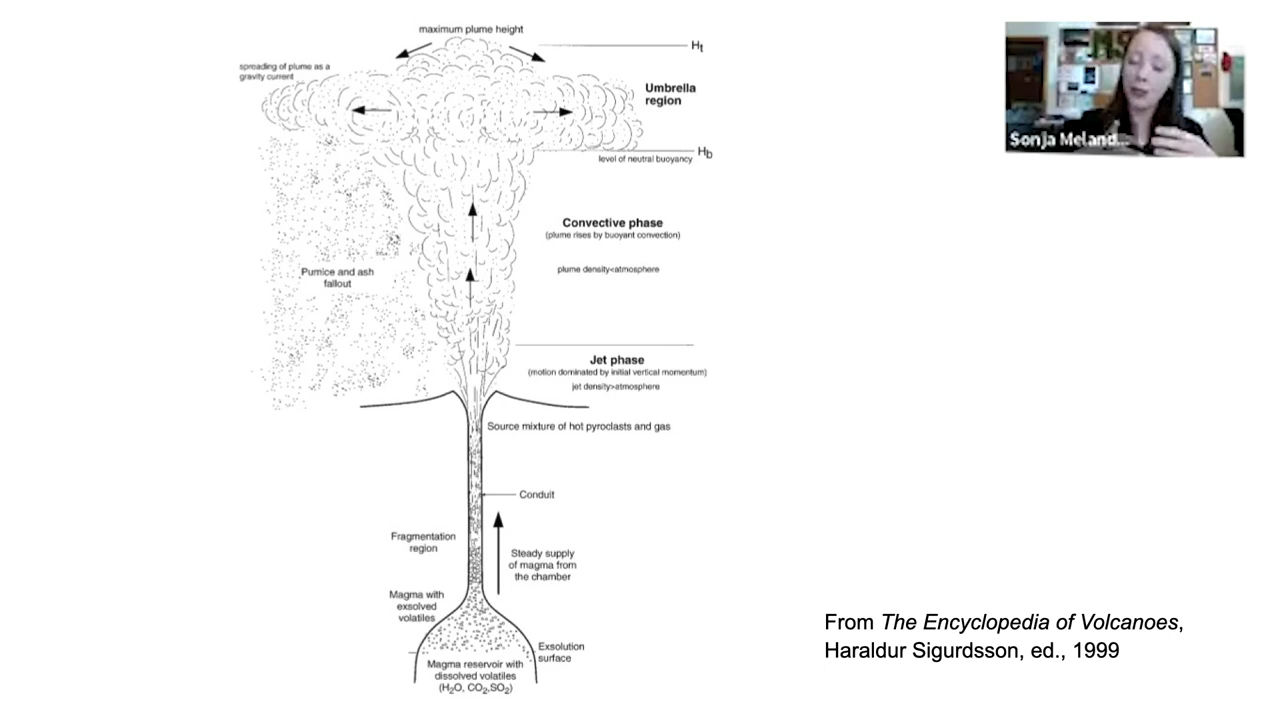 maximum plume height
Ht
spreading of plume as a
gravity current
Umbrella
region
Sonja Meland...
Hb
level of neutral buoyancy
Convective phase
(plume rises by buoyant convection)
plume density<atmosphere
Pumice and ash
fallout
Jet phase
(motion dominated by initial vertical momentum)
jet density>atmosphere
Source mixture of hot pyroclasts and gas
Conduit
Fragmentation
region
Steady supply
of magma from
the chamber
Magma with
exsolved
volatiles
Exsolution
surface
Magma reservoir with
dissolved volatiles
(H₂O, CO₂,SO₂)
From The Encyclopedia of Volcanoes,
Haraldur Sigurdsson, ed., 1999